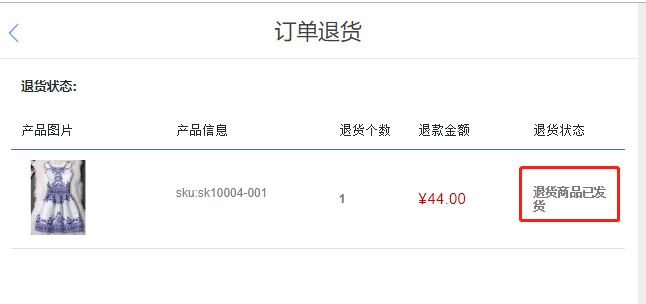 订单退货
退货状态:
产品图片 产品信息 退货个数 退款金额 退货状态
sku:sk10004-001 1 ¥44.00 退货商品已发
货